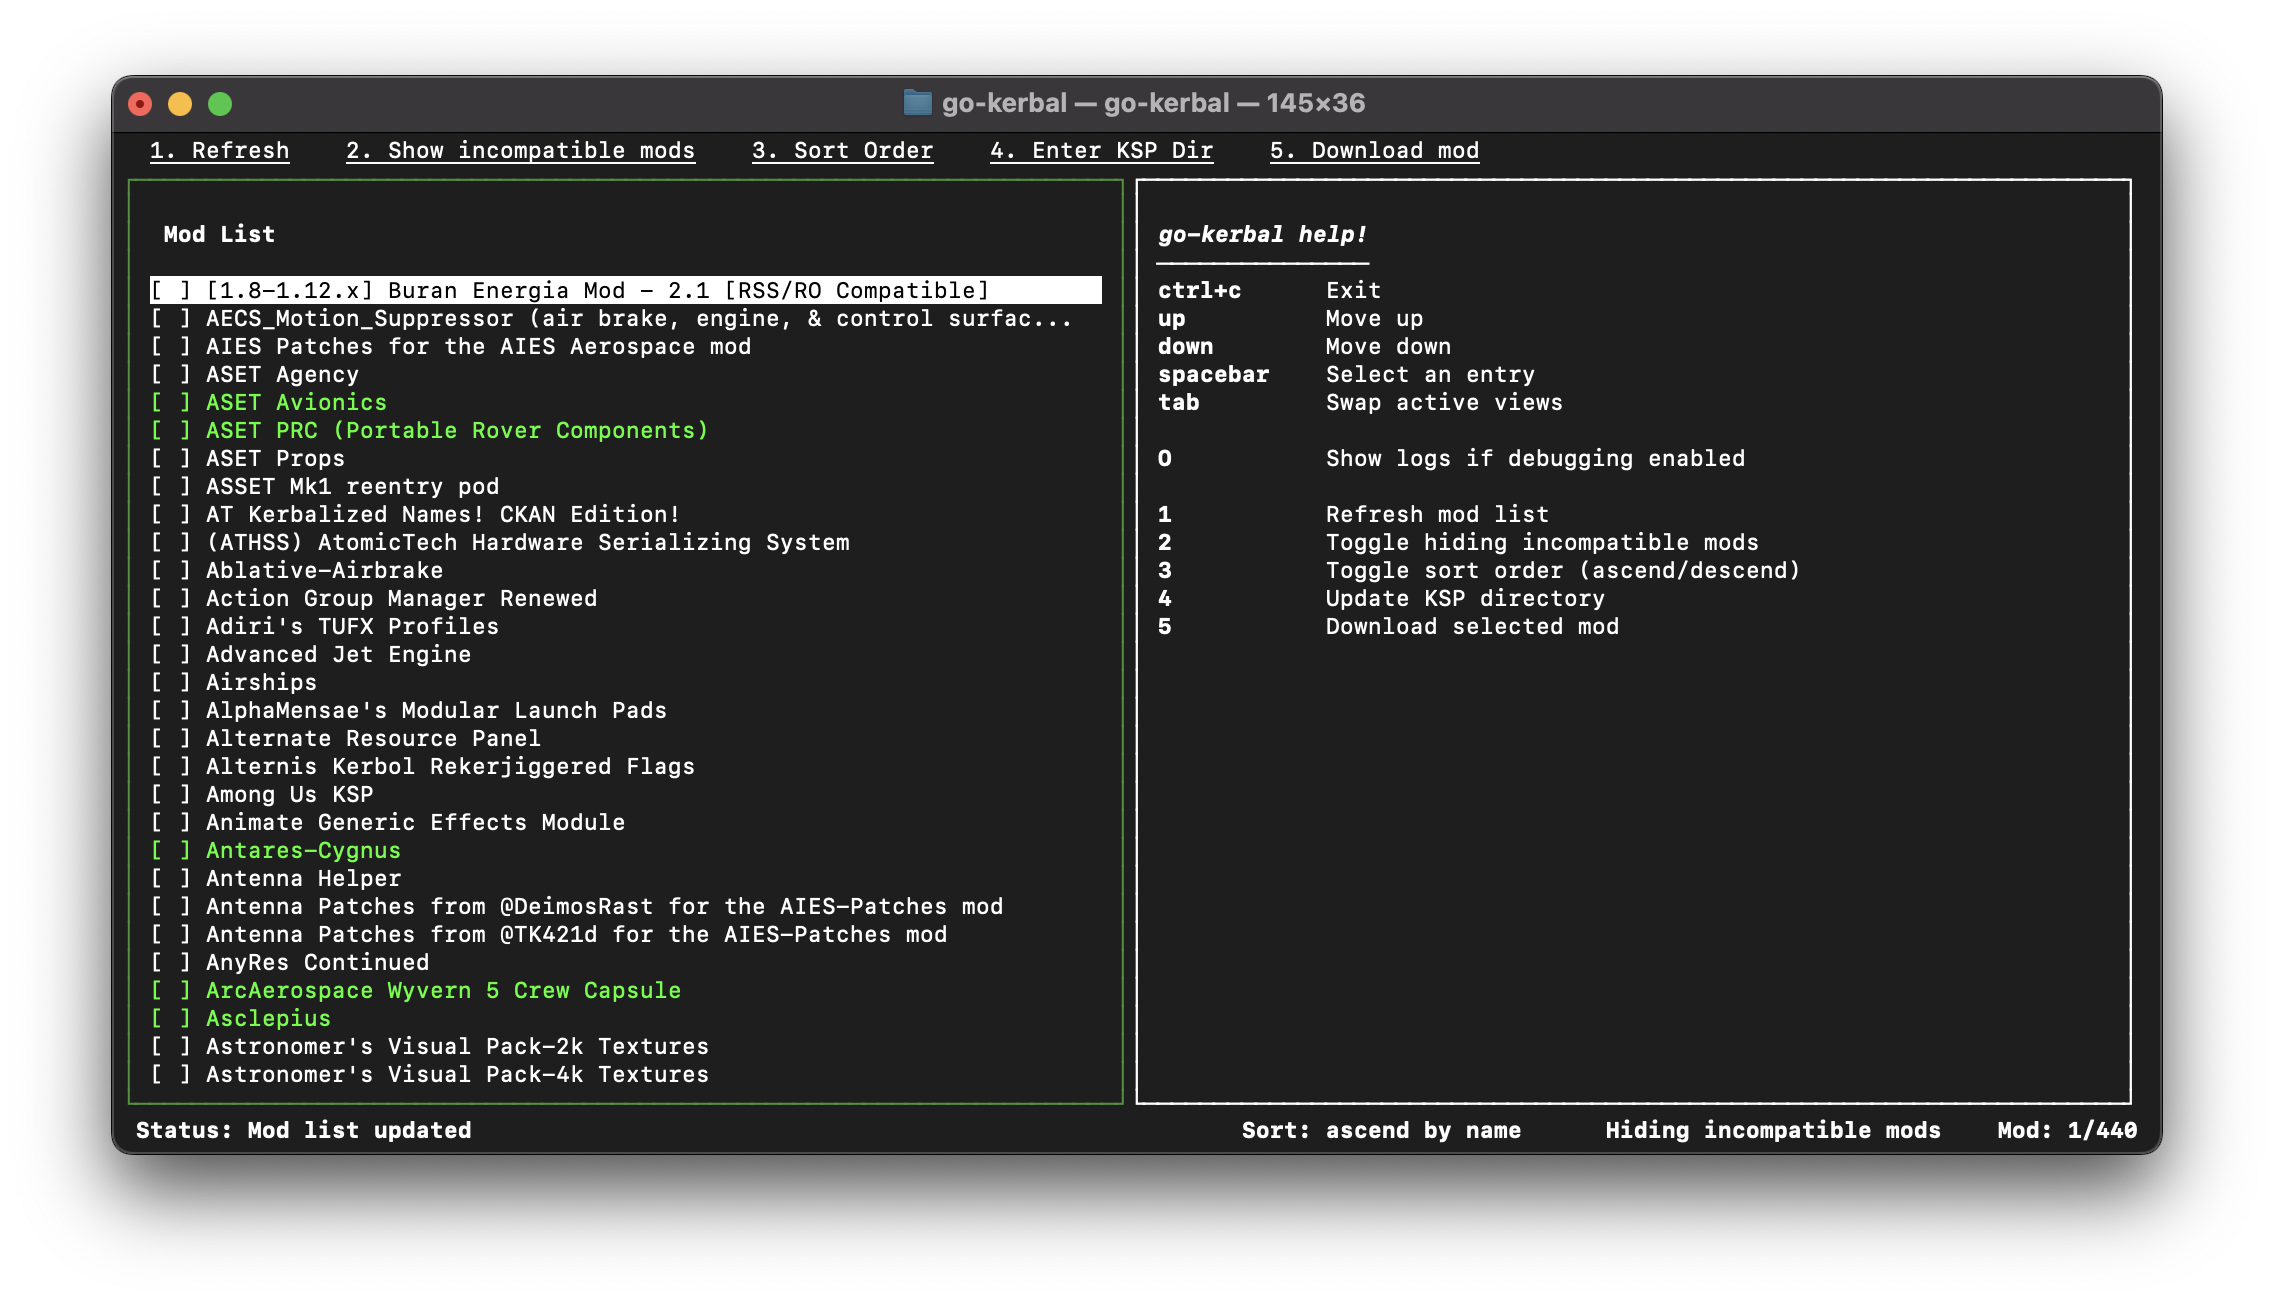 go-kerbal — go-kerbal — 145×36
1. Refresh    2. Show incompatible mods    3. Sort Order    4. Enter KSP Dir    5. Download mod
Mod List
[ ] [1.8-1.12.x] Buran Energia Mod - 2.1 [RSS/RO Compatible]
[ ] AECS_Motion_Suppressor (air brake, engine, & control surfac...
[ ] AIES Patches for the AIES Aerospace mod
[ ] ASET Agency
[ ] ASET Avionics
[ ] ASET PRC (Portable Rover Components)
[ ] ASET Props
[ ] ASSET Mk1 reentry pod
[ ] AT Kerbalized Names! CKAN Edition!
[ ] (ATHSS) AtomicTech Hardware Serializing System
[ ] Ablative-Airbrake
[ ] Action Group Manager Renewed
[ ] Adiri's TUFX Profiles
[ ] Advanced Jet Engine
[ ] Airships
[ ] AlphaMensae's Modular Launch Pads
[ ] Alternate Resource Panel
[ ] Alternis Kerbol Rekerjiggered Flags
[ ] Among Us KSP
[ ] Animate Generic Effects Module
[ ] Antares-Cygnus
[ ] Antenna Helper
[ ] Antenna Patches from @DeimosRast for the AIES-Patches mod
[ ] Antenna Patches from @TK421d for the AIES-Patches mod
[ ] AnyRes Continued
[ ] ArcAerospace Wyvern 5 Crew Capsule
[ ] Asclepius
[ ] Astronomer's Visual Pack-2k Textures
[ ] Astronomer's Visual Pack-4k Textures
go-kerbal help!
ctrl+c    Exit
up    Move up
down    Move down
spacebar    Select an entry
tab    Swap active views
O    Show logs if debugging enabled
1    Refresh mod list
2    Toggle hiding incompatible mods
3    Toggle sort order (ascend/descend)
4    Update KSP directory
5    Download selected mod
Status: Mod list updated    Sort: ascend by name    Hiding incompatible mods    Mod: 1/440